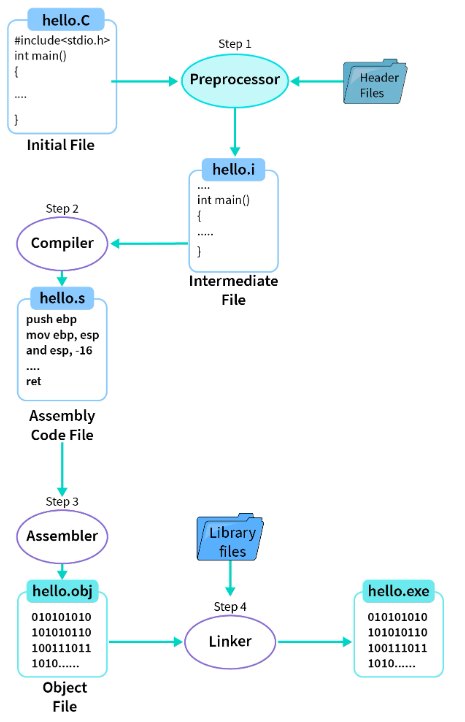 hello.C
#include<stdio.h>
int main()
{
....
}
Initial File
Step 1
Preprocessor
Header
Files
hello.i
....
int main()
{
.....
}
Intermediate
File
Step 2
Compiler
hello.s
push ebp
mov ebp, esp
and esp, -16
....
ret
Assembly
Code File
Step 3
Assembler
hello.obj
010101010
101010110
100111011
1010......
Object
File
Library
files
Step 4
Linker
hello.exe
010101010
101010110
100111011
1010......